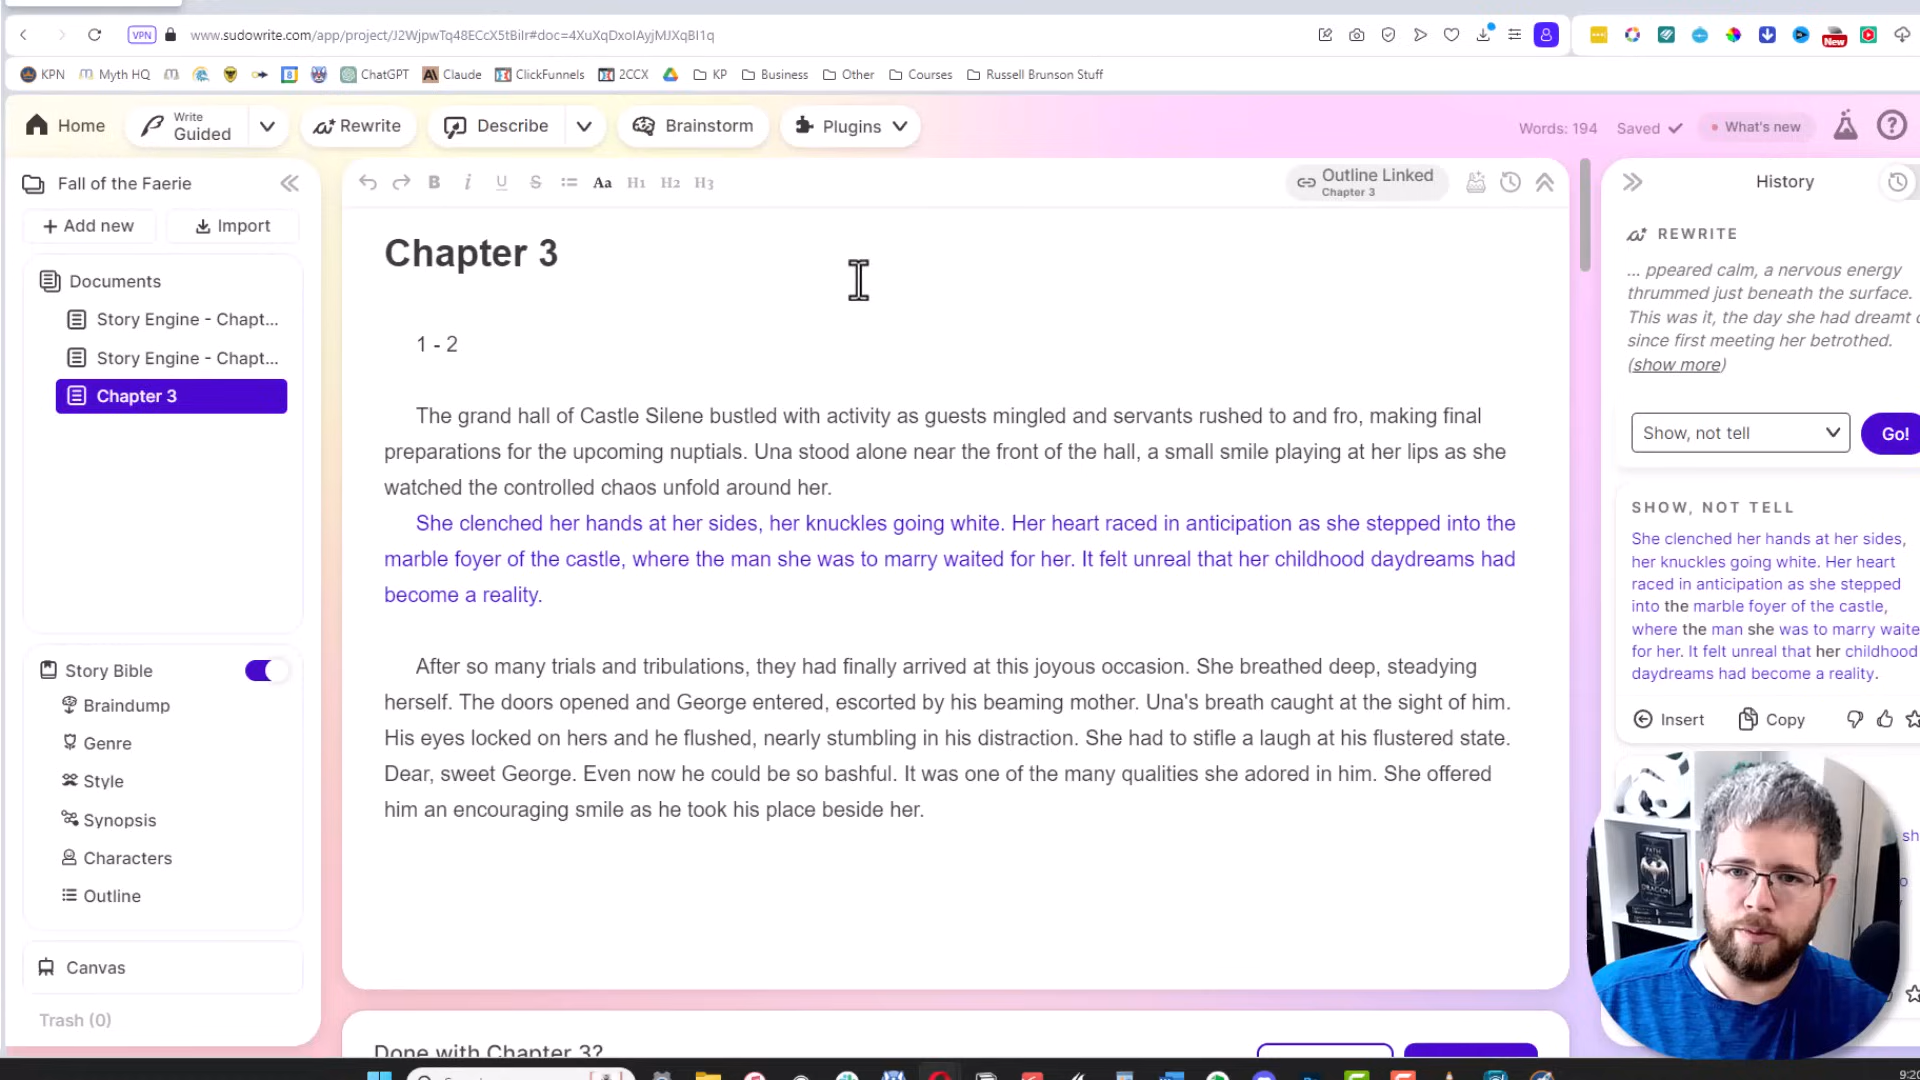 VPN www.sudowrite.com/app/project/J2WjpwTq48ECcX5tBiIr#doc=4XuXqDxoIAyjMJXqBI1q
New
KPN Myth HQ 8 ChatGPT Claude ClickFunnels 2CCX KP Business Other Courses Russell Brunson Stuff
Home Write Guided Rewrite Describe Brainstorm Plugins Words: 194 Saved What's new
Fall of the Faerie
Add new Import
Documents
Story Engine - Chapt...
Story Engine - Chapt...
Chapter 3
Story Bible
Braindump
Genre
Style
Synopsis
Characters
Outline
Canvas
Trash (0)
B i U S Aa H1 H2 H3 Outline Linked
Chapter 3
Chapter 3
1 - 2
The grand hall of Castle Silene bustled with activity as guests mingled and servants rushed to and fro, making final
preparations for the upcoming nuptials. Una stood alone near the front of the hall, a small smile playing at her lips as she
watched the controlled chaos unfold around her.
She clenched her hands at her sides, her knuckles going white. Her heart raced in anticipation as she stepped into the
marble foyer of the castle, where the man she was to marry waited for her. It felt unreal that her childhood daydreams had
become a reality.
After so many trials and tribulations, they had finally arrived at this joyous occasion. She breathed deep, steadying
herself. The doors opened and George entered, escorted by his beaming mother. Una's breath caught at the sight of him.
His eyes locked on hers and he flushed, nearly stumbling in his distraction. She had to stifle a laugh at his flustered state.
Dear, sweet George. Even now he could be so bashful. It was one of the many qualities she adored in him. She offered
him an encouraging smile as he took his place beside her.
Done with Chapter 3?
History
REWRITE
... ppeared calm, a nervous energy
thrummed just beneath the surface.
This was it, the day she had dreamt
since first meeting her betrothed.
(show more)
Show, not tell Go!
SHOW, NOT TELL
She clenched her hands at her sides,
her knuckles going white. Her heart
raced in anticipation as she stepped
into the marble foyer of the castle,
where the man she was to marry waite
for her. It felt unreal that her childhood
daydreams had become a reality.
Insert Copy
sh
PATH DRAGON
9:20